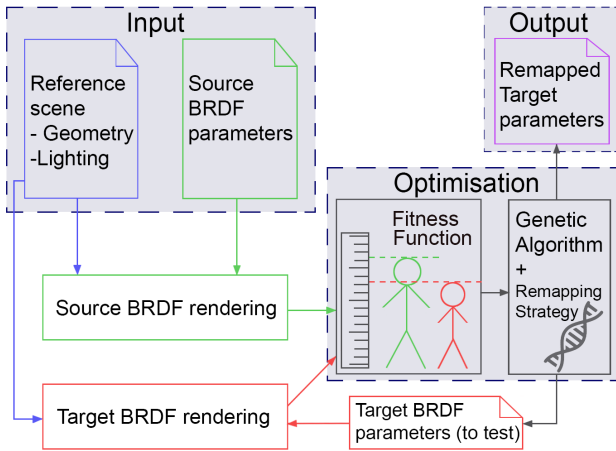 Input
Reference
scene
- Geometry
-Lighting
Source
BRDF
parameters
Output
Remapped
Target
parameters
Optimisation
Fitness
Function
Genetic
Algorithm
+
Remapping
Strategy
Source BRDF rendering
Target BRDF rendering
Target BRDF
parameters (to test)